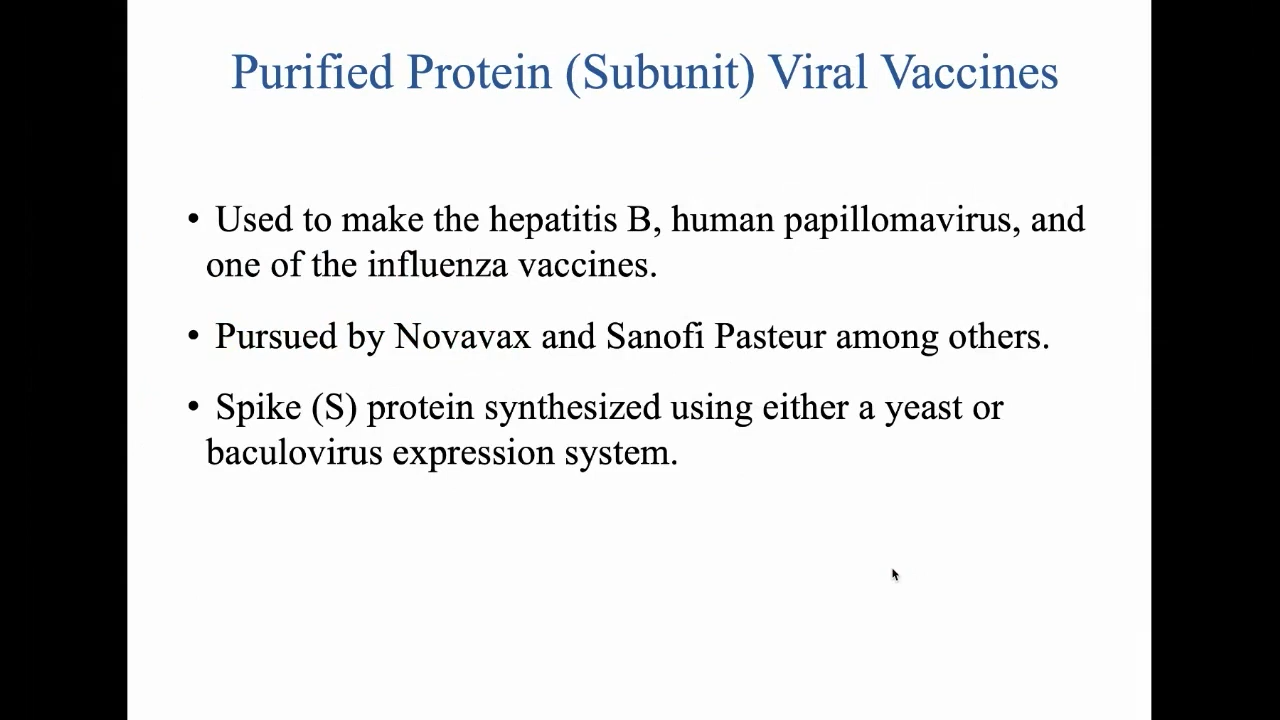 Purified Protein (Subunit) Viral Vaccines
• Used to make the hepatitis B, human papillomavirus, and
one of the influenza vaccines.
• Pursued by Novavax and Sanofi Pasteur among others.
• Spike (S) protein synthesized using either a yeast or
baculovirus expression system.